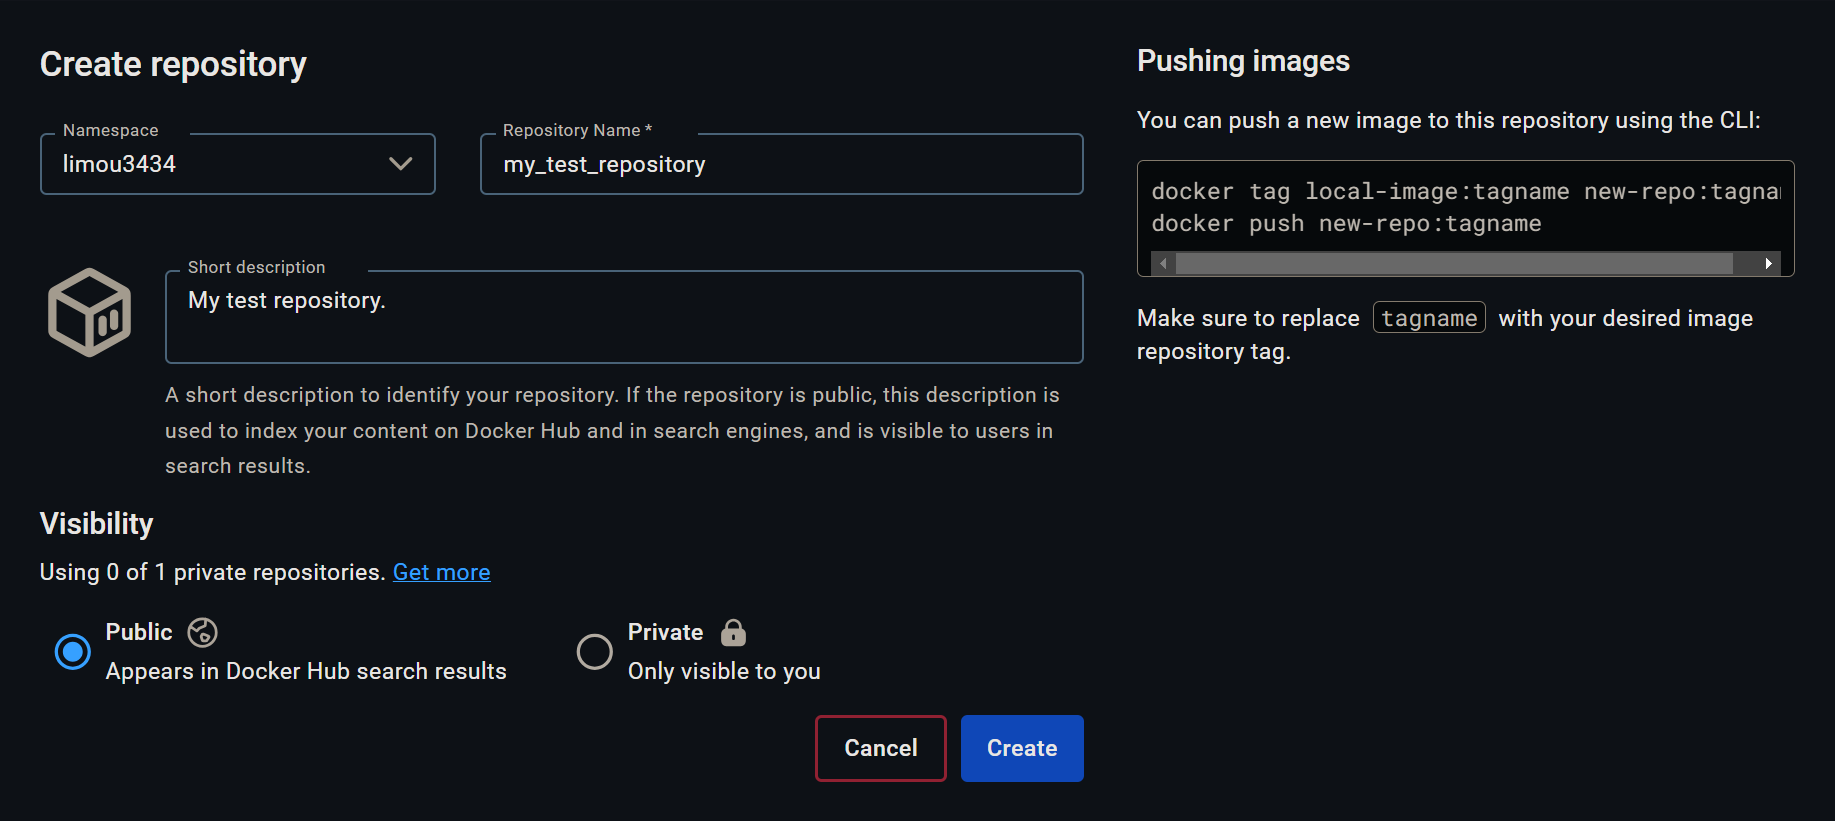 Create repository
Namespace
limou3434
Repository Name *
my_test_repository
Short description
My test repository.
A short description to identify your repository. If the repository is public, this description is
used to index your content on Docker Hub and in search engines, and is visible to users in
search results.
Visibility
Using 0 of 1 private repositories. Get more
Public
Appears in Docker Hub search results
Private
Only visible to you
Cancel
Create
Pushing images
You can push a new image to this repository using the CLI:
docker tag local-image:tagname new-repo:tagna
docker push new-repo:tagname
Make sure to replace tagname with your desired image
repository tag.